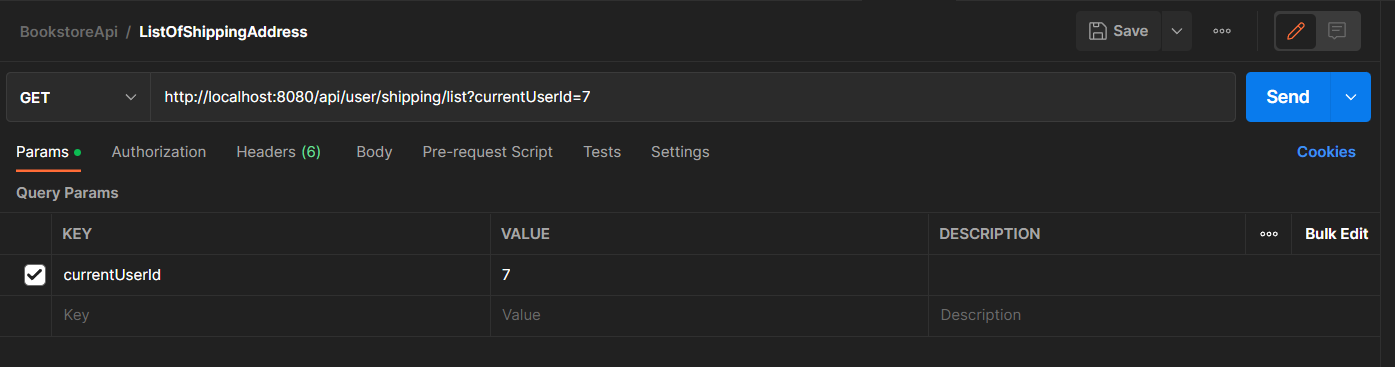 BookstoreApi / ListOfShippingAddress Save
GET http://localhost:8080/api/user/shipping/list?currentUserId=7 Send
Params Authorization Headers (6) Body Pre-request Script Tests Settings Cookies
Query Params
KEY VALUE DESCRIPTION Bulk Edit
currentUserId 7
Key Value Description